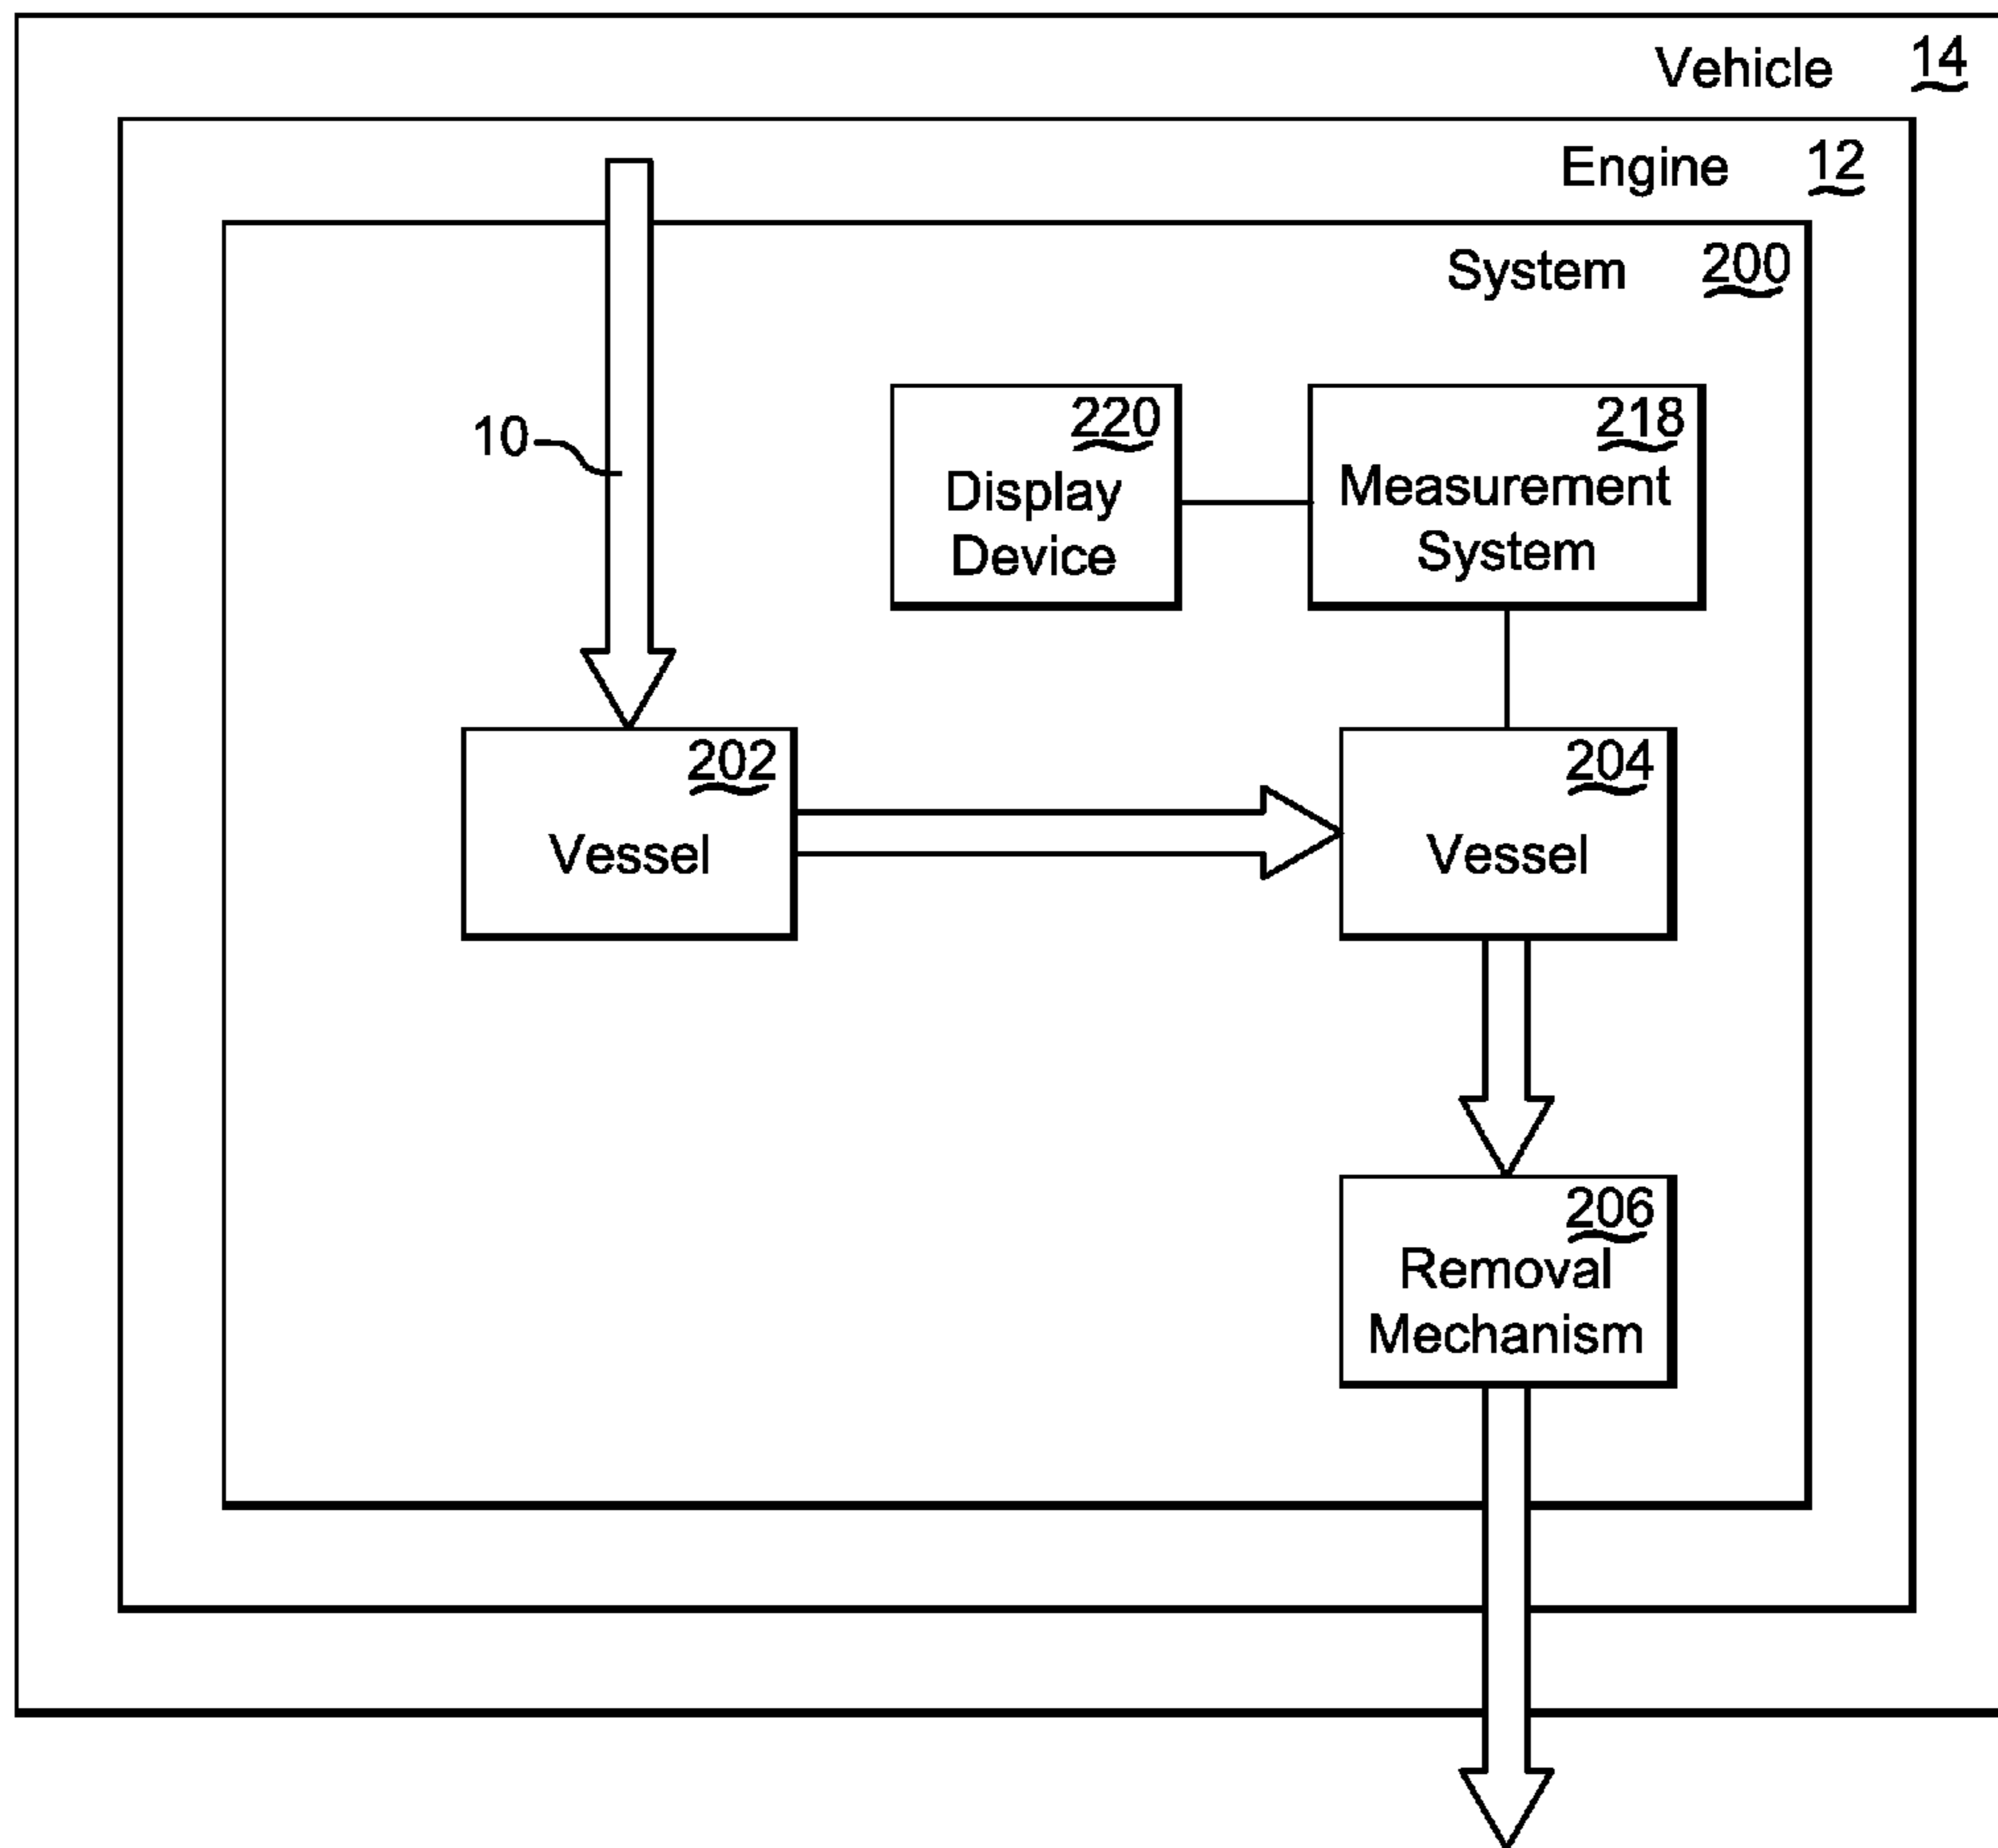 Vehicle 14
Engine 12
System 200
10
220
Display
Device
218
Measurement
System
202
Vessel
204
Vessel
206
Removal
Mechanism